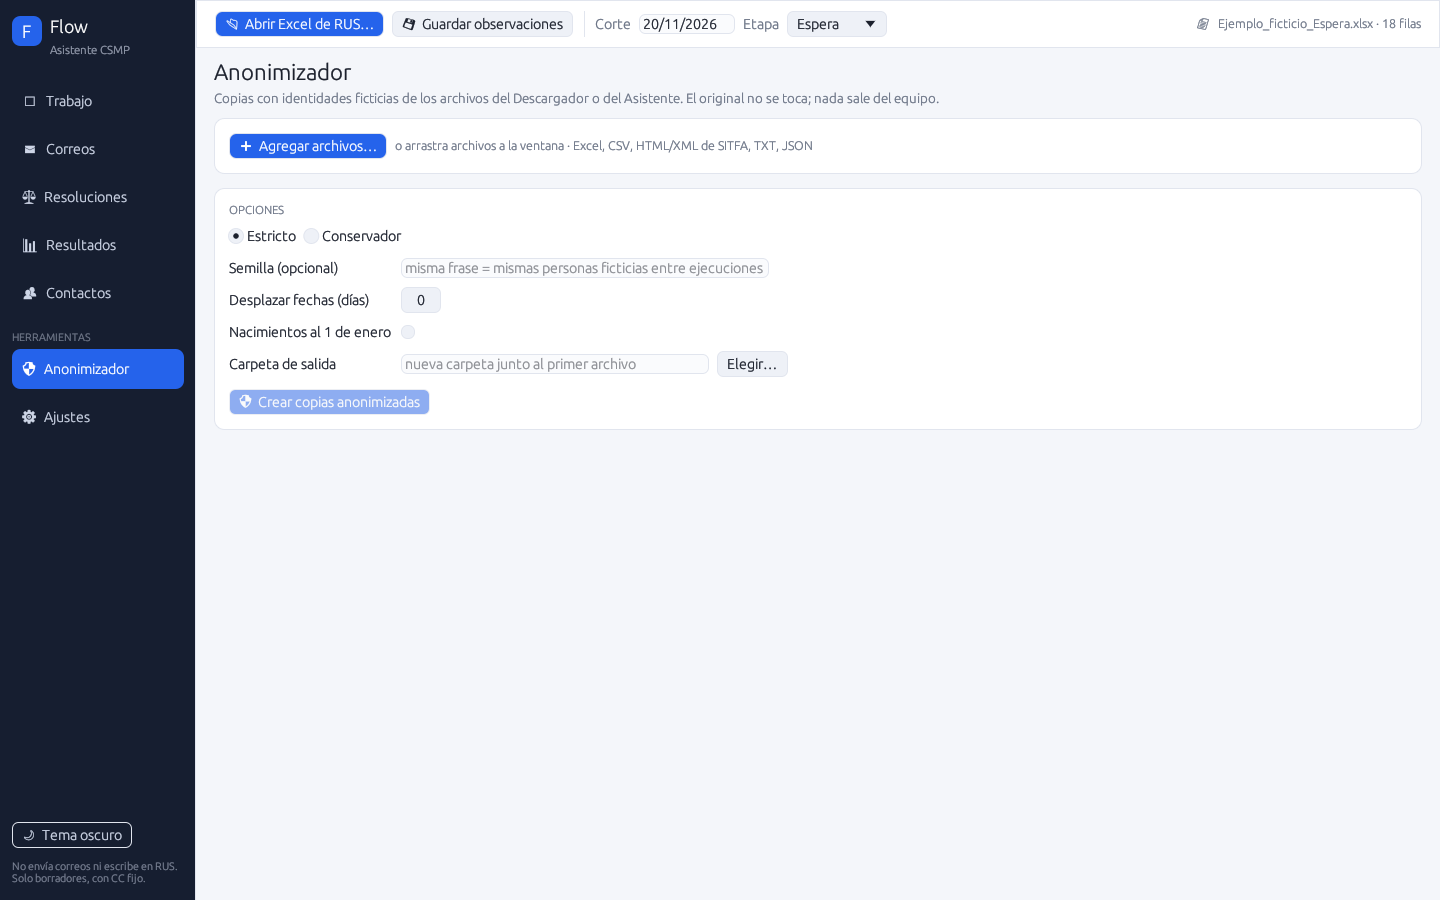 F Flow
Asistente CSMP
Trabajo
Correos
Resoluciones
Resultados
Contactos
HERRAMIENTAS
Anonimizador
Ajustes
Tema oscuro
No envía correos ni escribe en RUS.
Solo borradores, con CC fijo.
Abrir Excel de RUS… Guardar observaciones Corte 20/11/2026 Etapa Espera Ejemplo_ficticio_Espera.xlsx · 18 filas
Anonimizador
Copias con identidades ficticias de los archivos del Descargador o del Asistente. El original no se toca; nada sale del equipo.
+ Agregar archivos… o arrastra archivos a la ventana · Excel, CSV, HTML/XML de SITFA, TXT, JSON
OPCIONES
Estricto Conservador
Semilla (opcional) misma frase = mismas personas ficticias entre ejecuciones
Desplazar fechas (días) 0
Nacimientos al 1 de enero
Carpeta de salida nueva carpeta junto al primer archivo Elegir…
Crear copias anonimizadas